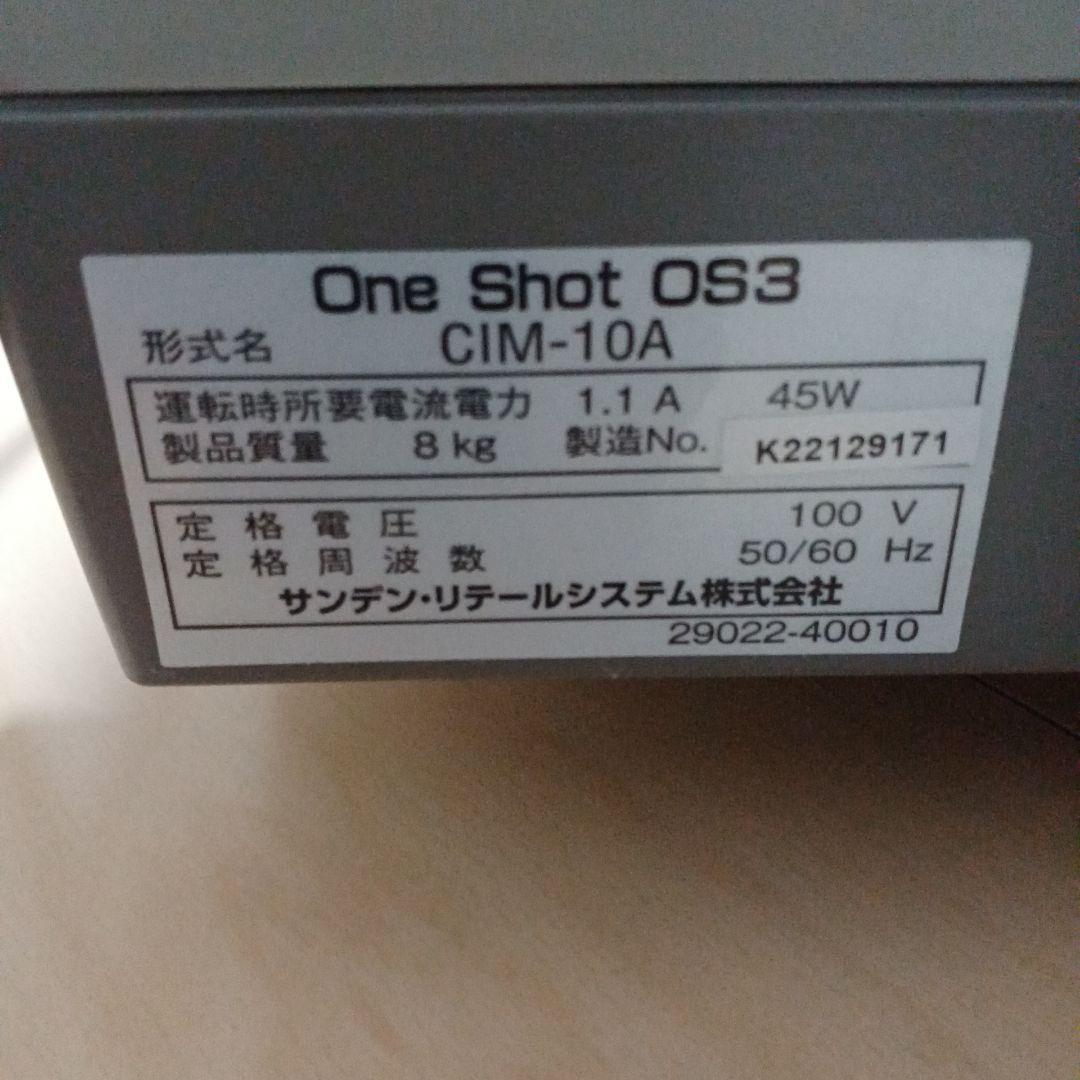 One Shot OS3
形式名 CIM-10A
運転時所要電流電力 1.1 A 45W
製品質量 8 kg 製造No. K22129171
定格電圧 100 V
定格周波数 50/60 Hz
サンデン・リテールシステム株式会社
29022-40010